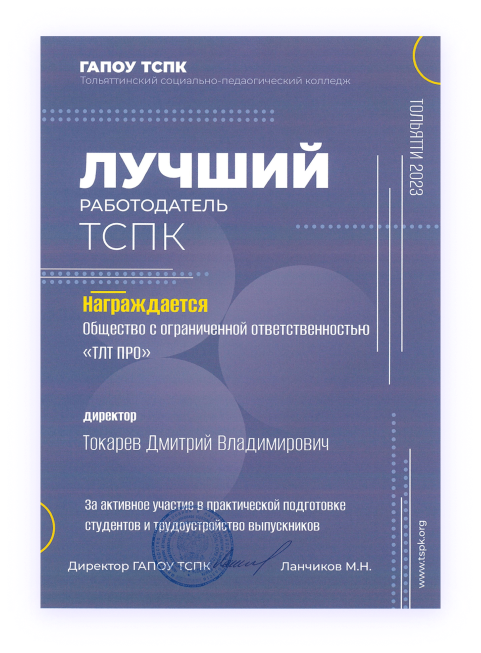 ГАПОУ ТСПК
Тольяттинский социально-педаогический колледж
ТОЛЬЯТТИ 2023
ЛУЧШИЙ
РАБОТОДАТЕЛЬ
ТСПК
Награждается
Общество с ограниченной ответственностью
«ТЛТ ПРО»
директор
Токарев Дмитрий Владимирович
За активное участие в практической подготовке
студентов и трудоустройство выпускников
Директор ГАПОУ ТСПК
Ланчиков М.Н.
www.tspk.org